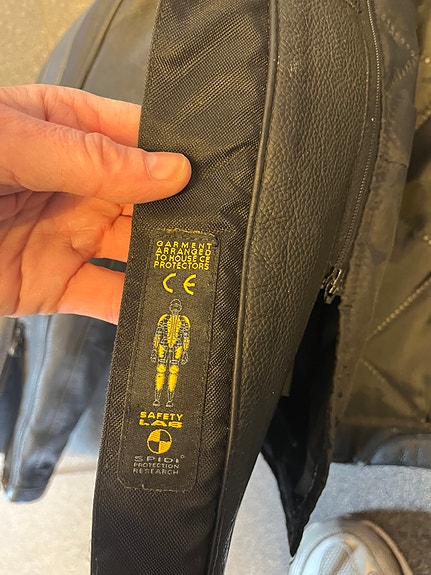 GARMENT
ARRANGED
TO HOUSE CE
PROTECTORS
CE
SAFETY
LAB
SPIDI®
PROTECTION
RESEARCH